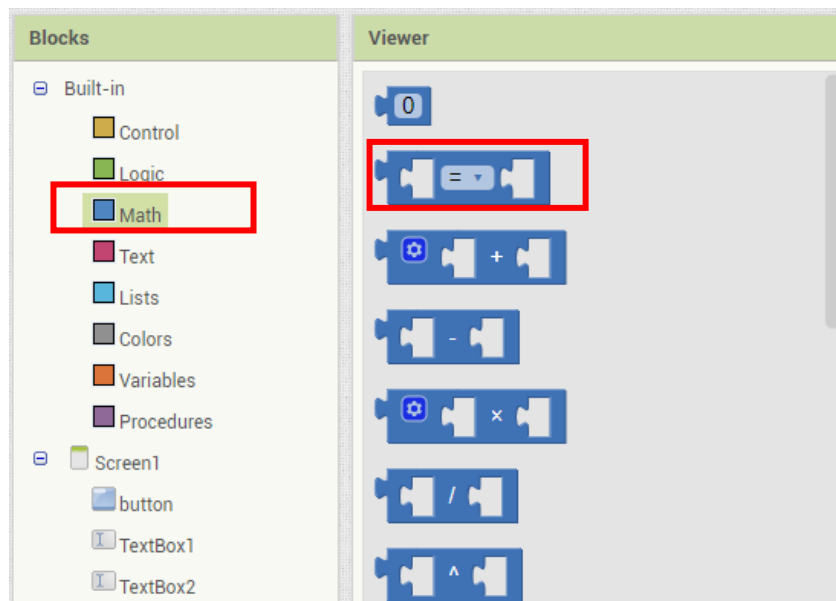 Blocks
Built-in
Control
Logic
Math
Text
Lists
Colors
Variables
Procedures
Screen1
button
TextBox1
TextBox2
Viewer
0
=
+
-
×
/
^